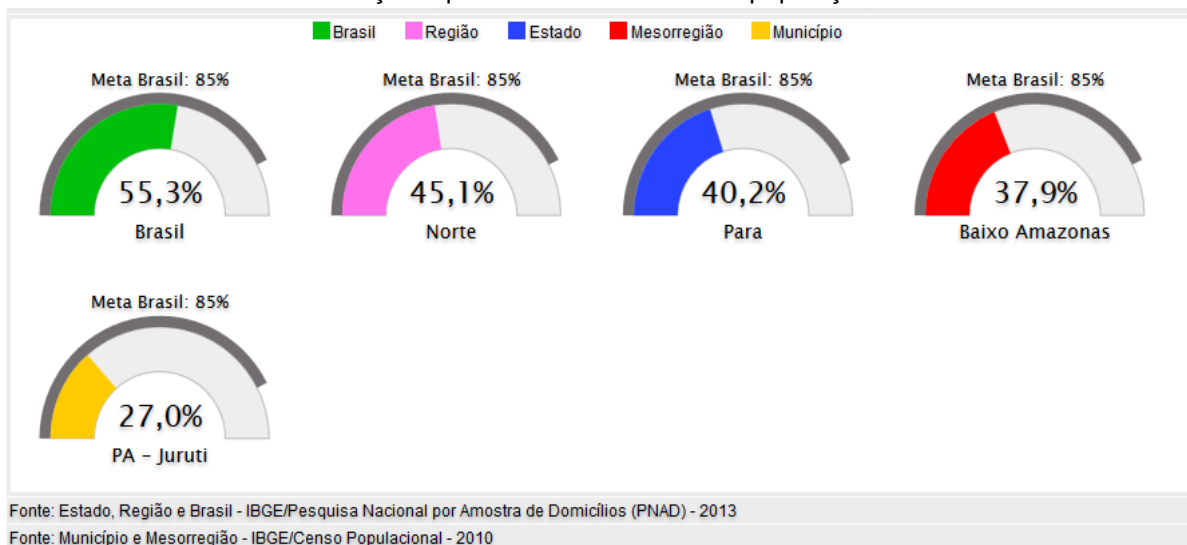 Brasil Região Estado Mesorregião Município
Meta Brasil: 85% Meta Brasil: 85% Meta Brasil: 85% Meta Brasil: 85%
55,3% 45,1% 40,2% 37,9%
Brasil Norte Para Baixo Amazonas
Meta Brasil: 85%
27,0%
PA - Juruti
Fonte: Estado, Região e Brasil - IBGE/Pesquisa Nacional por Amostra de Domicílios (PNAD) - 2013
Fonte: Município e Mesorregião - IBGE/Censo Populacional - 2010